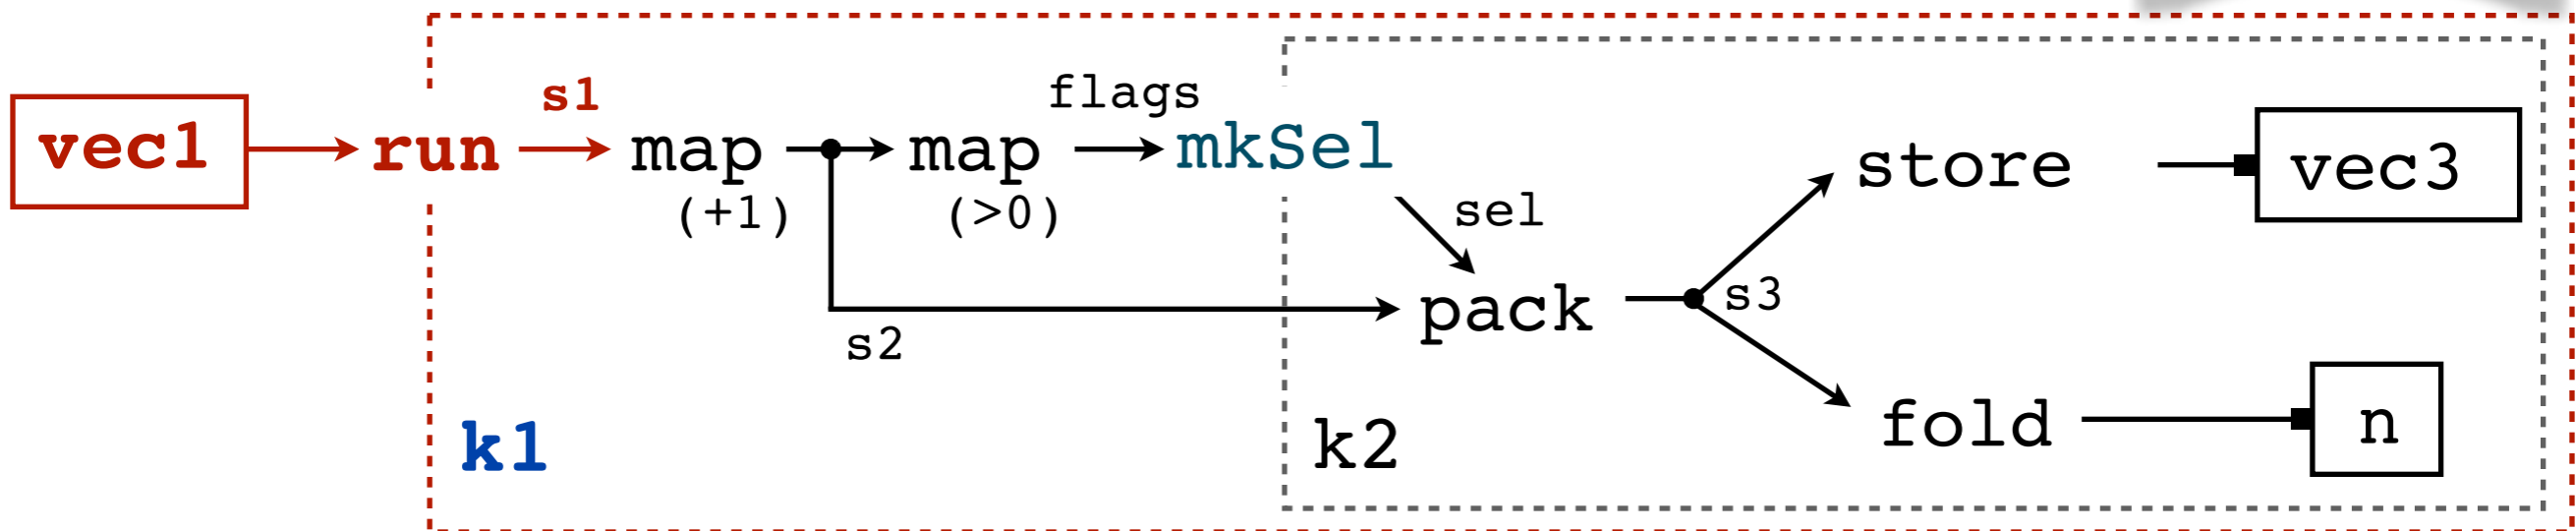 s1
flags
vec1
run
map
map
mkSel
store
vec3
(+1)
(>0)
sel
s3
pack
s2
k1
k2
fold
n